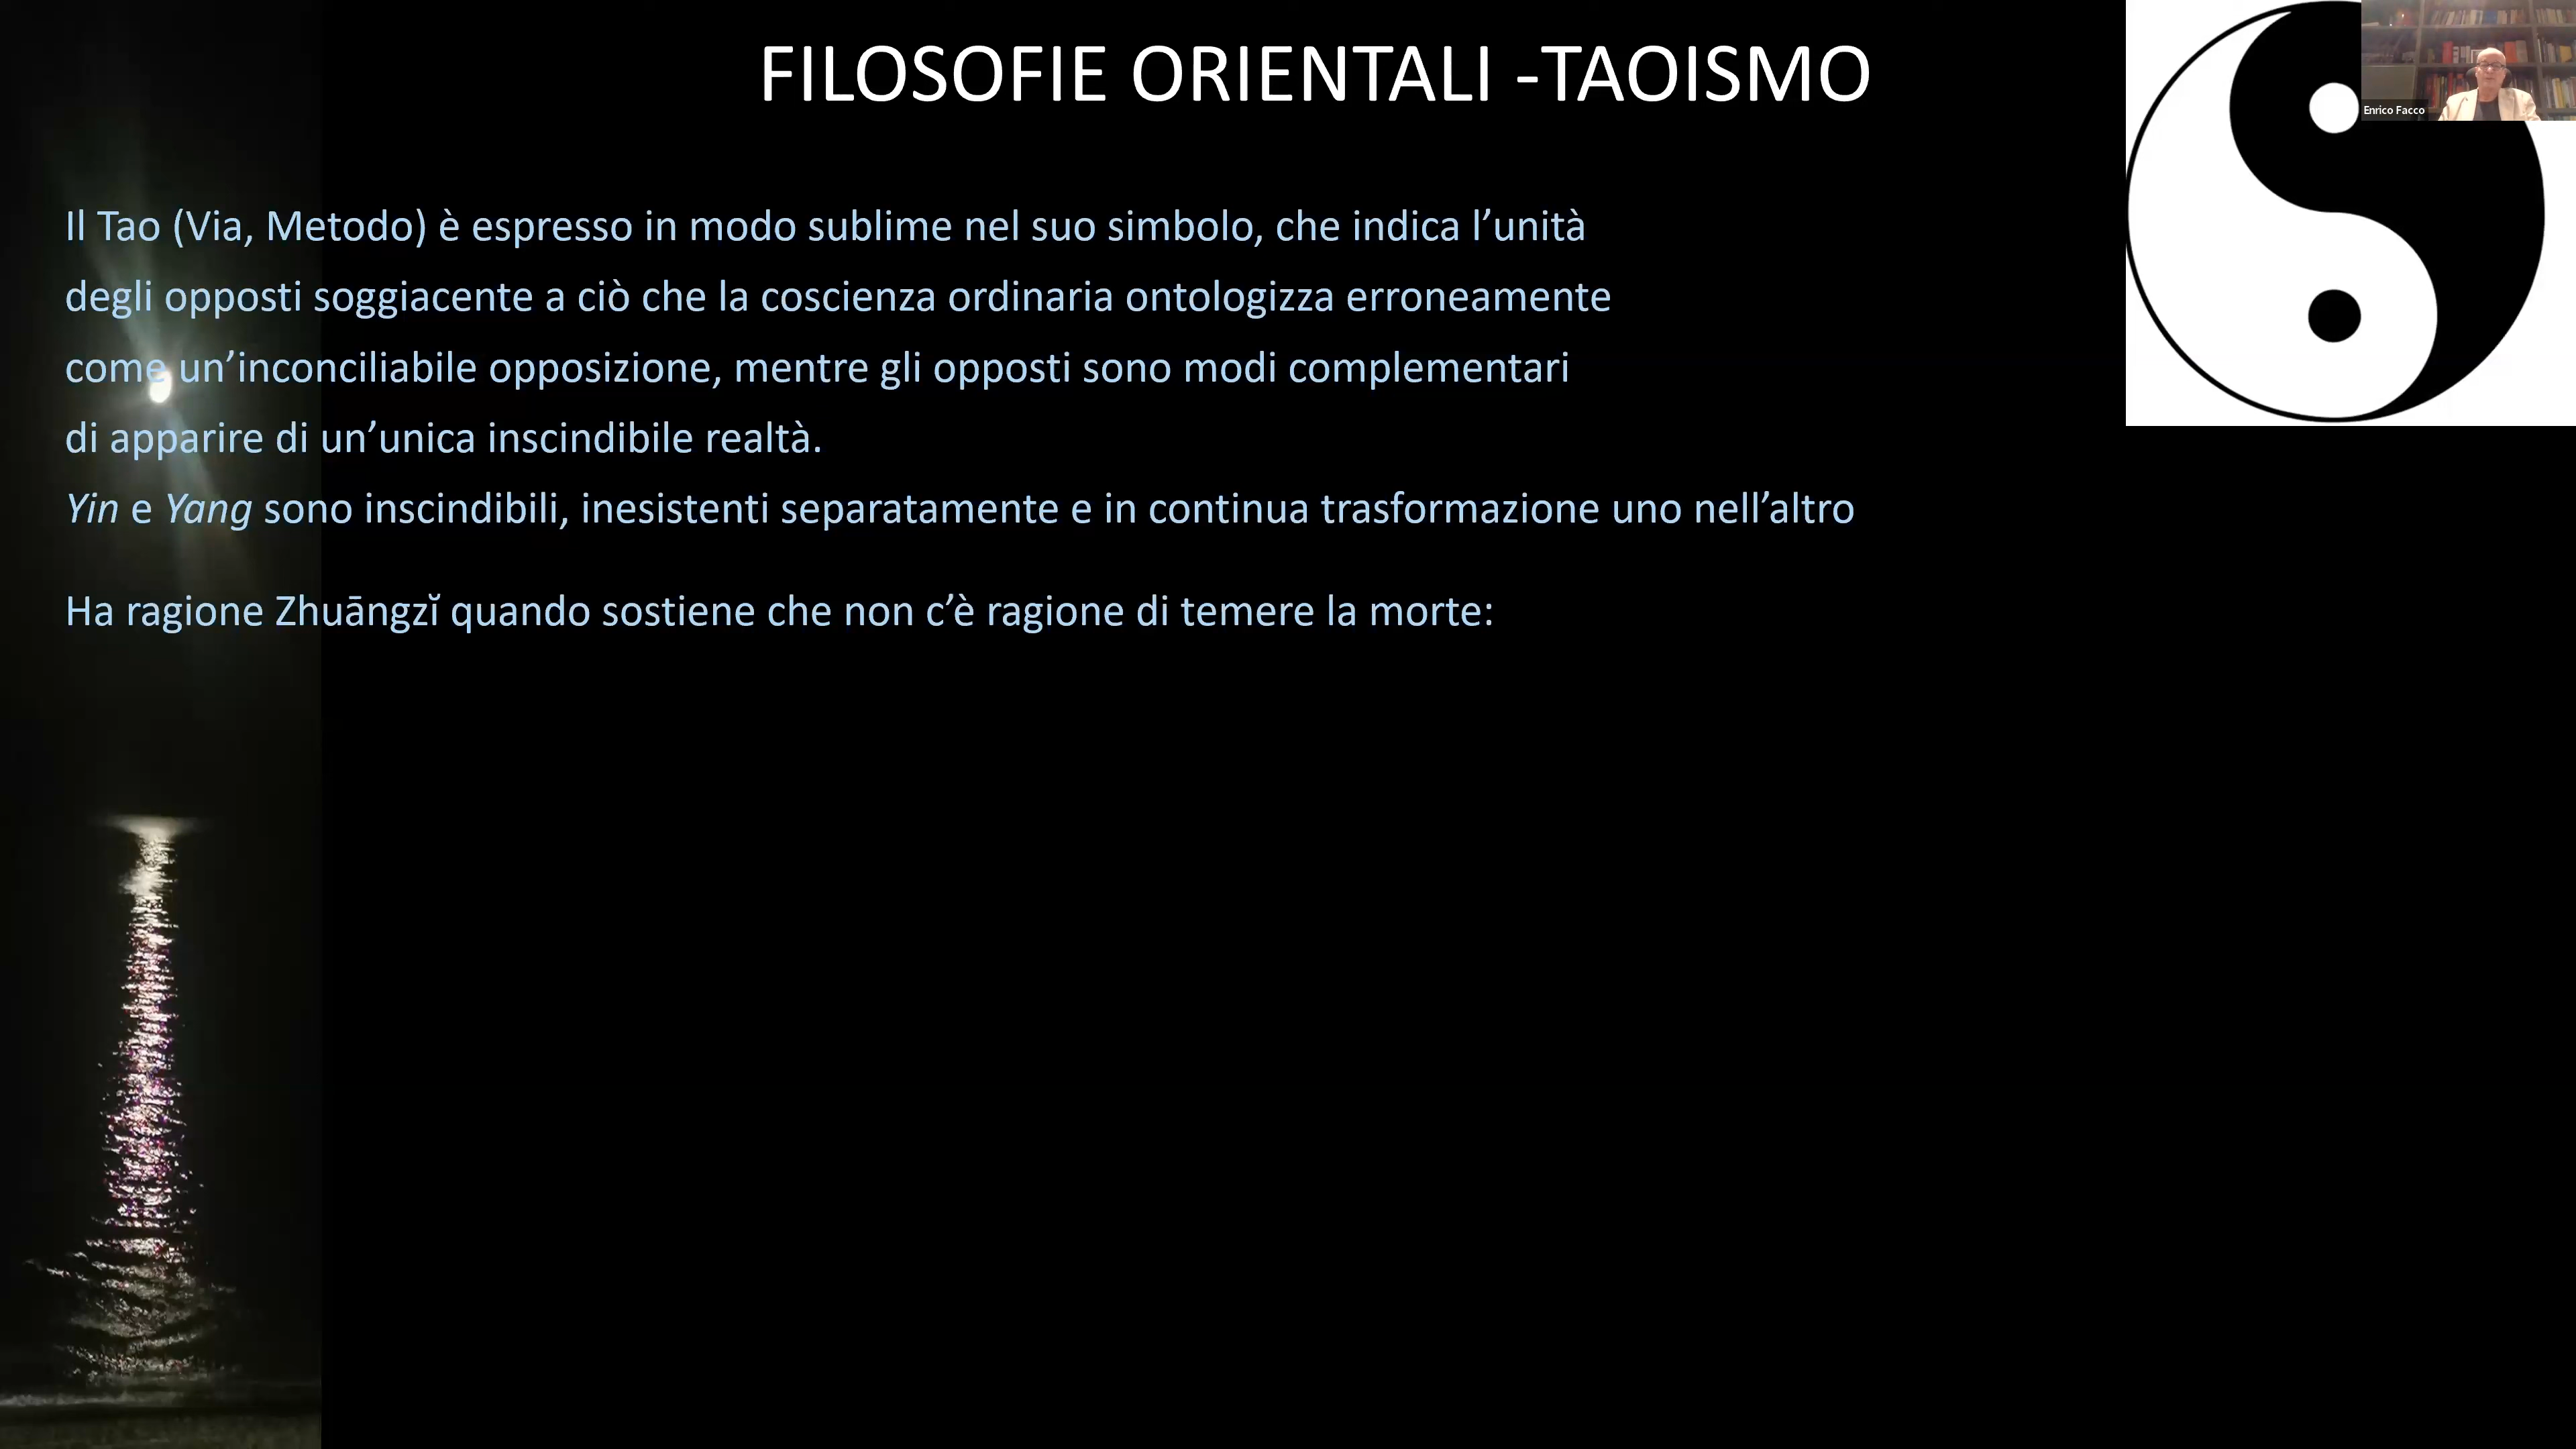 FILOSOFIE ORIENTALI -TAOISMO
Enrico Facco
Il Tao (Via, Metodo) è espresso in modo sublime nel suo simbolo, che indica l’unità
degli opposti soggiacente a ciò che la coscienza ordinaria ontologizza erroneamente
come un’inconciliabile opposizione, mentre gli opposti sono modi complementari
di apparire di un’unica inscindibile realtà.
Yin e Yang sono inscindibili, inesistenti separatamente e in continua trasformazione uno nell’altro
Ha ragione Zhuāngzĭ quando sostiene che non c’è ragione di temere la morte: